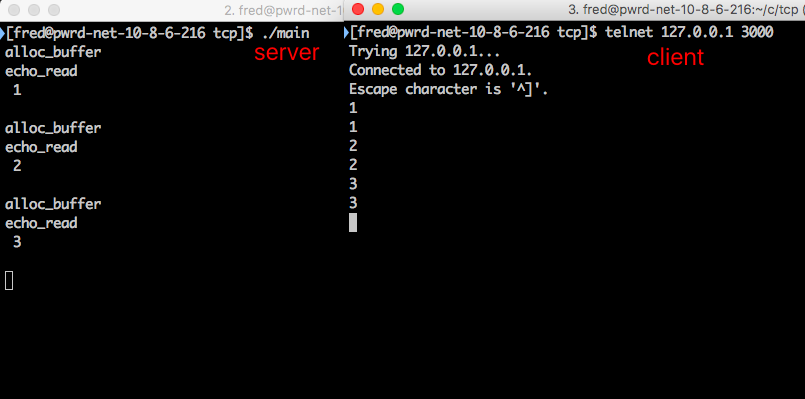 2. fred@pwrd-net-1
[fred@pwrd-net-10-8-6-216 tcp]$ ./main
server
alloc_buffer
echo_read
1
alloc_buffer
echo_read
2
alloc_buffer
echo_read
3
3. fred@pwrd-net-10-8-6-216:~/c/tcp (
[fred@pwrd-net-10-8-6-216 tcp]$ telnet 127.0.0.1 3000
client
Trying 127.0.0.1...
Connected to 127.0.0.1.
Escape character is '^]'.
1
1
2
2
3
3